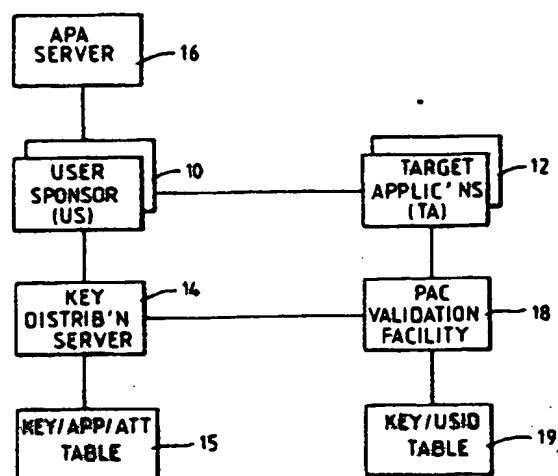 APA
SERVER
16
USER
SPONSOR
(US)
10
TARGET
APPLIC'NS
(TA)
12
KEY
DISTRIB'N
SERVER
14
PAC
VALIDATION
FACILITY
18
KEY/APP/ATT
TABLE
15
KEY/USID
TABLE
19